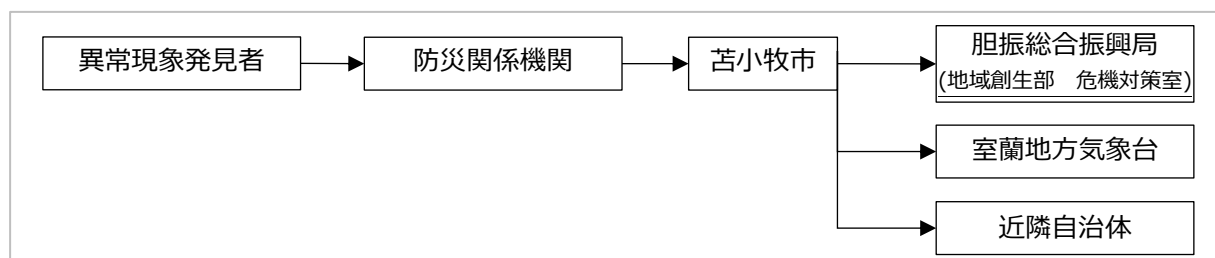 異常現象発見者
防災関係機関
苫小牧市
胆振総合振興局
(地域創生部　危機対策室)
室蘭地方気象台
近隣自治体